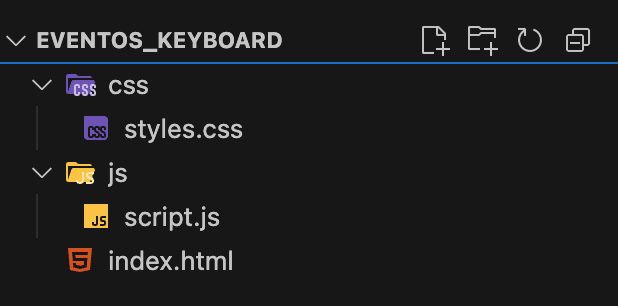 EVENTOS_KEYBOARD
css
styles.css
js
script.js
index.html